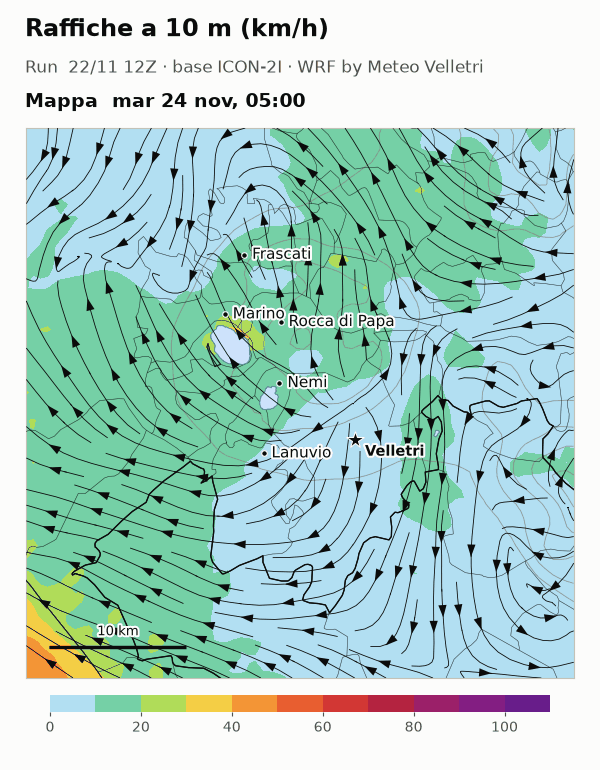 Raffiche a 10 m (km/h)
Run  22/11 12Z · base ICON-2I · WRF by Meteo Velletri
Mappa  mar 24 nov, 05:00
Frascati
Marino
Rocca di Papa
Nemi
Lanuvio
Velletri
10 km
0 20 40 60 80 100